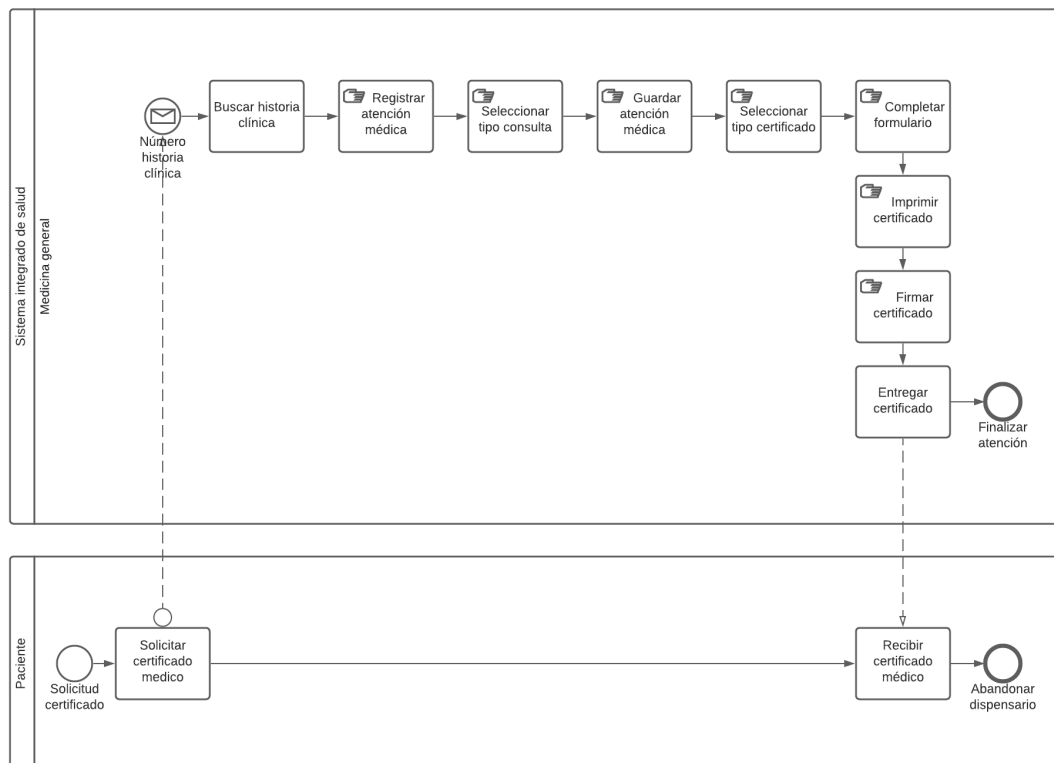 Sistema integrado de salud
Medicina general
Número
historia
clínica
Buscar historia
clínica
Registrar
atención
médica
Seleccionar
tipo consulta
Guardar
atención
médica
Seleccionar
tipo certificado
Completar
formulario
Imprimir
certificado
Firmar
certificado
Entregar
certificado
Finalizar
atención
Paciente
Solicitud
certificado
Solicitar
certificado
medico
Recibir
certificado
médico
Abandonar
dispensario